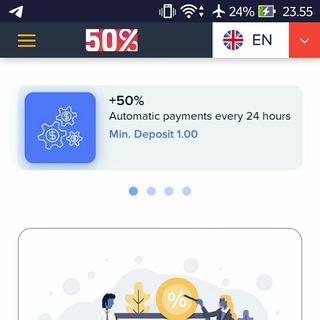 24% 23.55
50% EN
+50%
Automatic payments every 24 hours
Min. Deposit 1.00
%